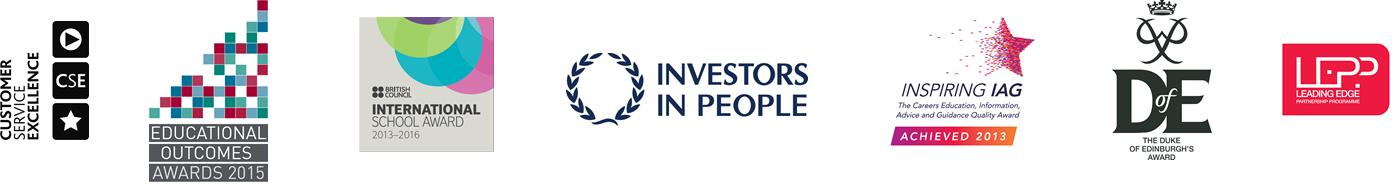 CUSTOMER
SERVICE
EXCELLENCE
CSE
EDUCATIONAL
OUTCOMES
AWARDS 2015
BRITISH
COUNCIL
INTERNATIONAL
SCHOOL AWARD
2013–2016
INVESTORS
IN PEOPLE
INSPIRING IAG
The Careers Education, Information,
Advice and Guidance Quality Award
ACHIEVED 2013
DofE
THE DUKE
OF EDINBURGH'S
AWARD
LEPP
LEADING EDGE
PARTNERSHIP PROGRAMME